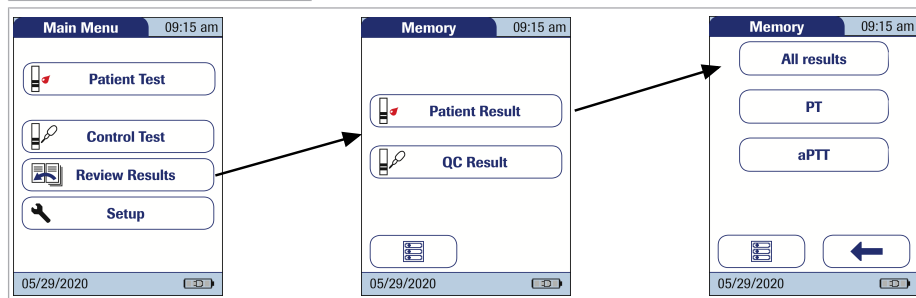 Main Menu 09:15 am
Patient Test
Control Test
Review Results
Setup
05/29/2020
Memory 09:15 am
Patient Result
QC Result
05/29/2020
Memory 09:15 am
All results
PT
aPTT
05/29/2020